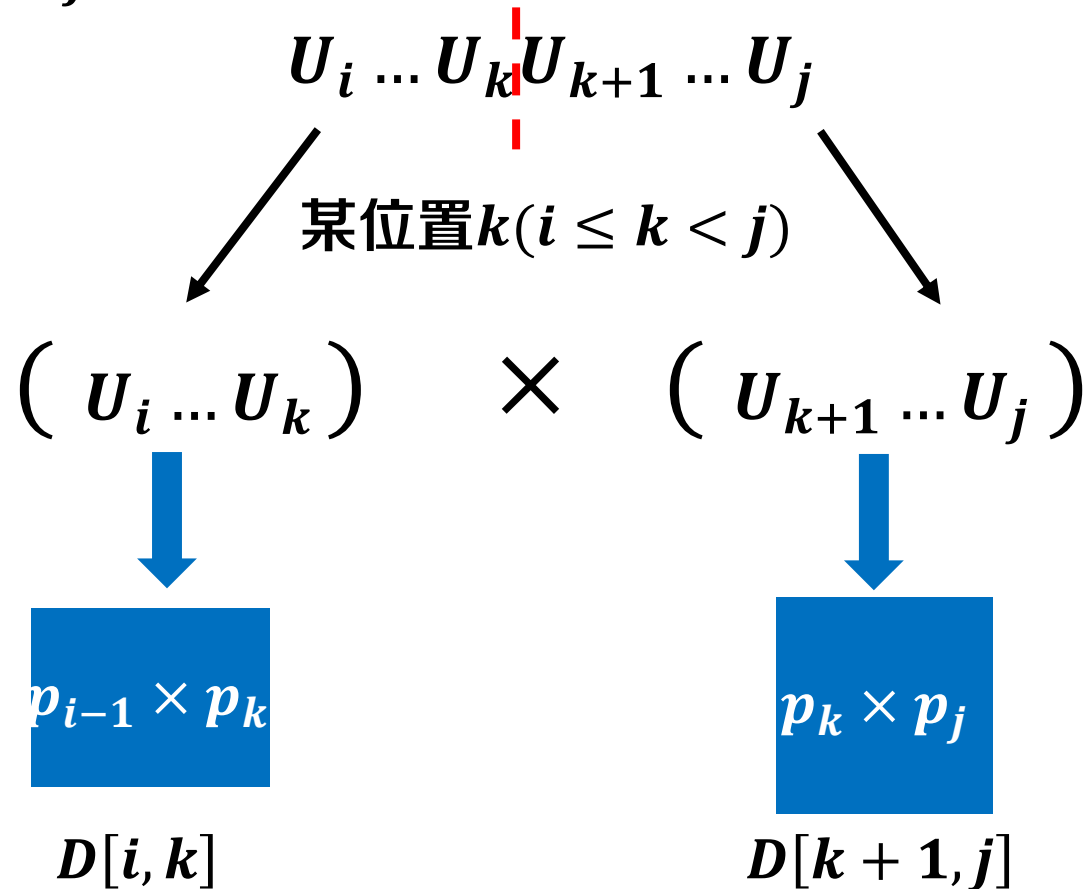 U_i … U_k U_{k+1} … U_j
某位置k(i ≤ k < j)
( U_i … U_k ) × ( U_{k+1} … U_j )
p_{i−1} × p_k
p_k × p_j
D[i, k]
D[k + 1, j]